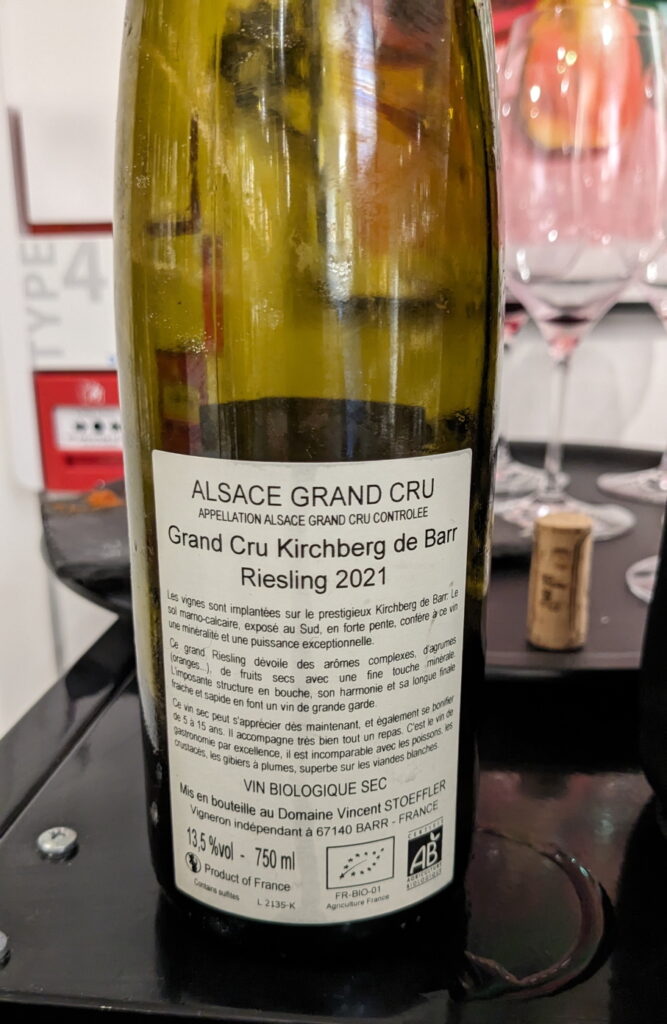 TYPE 4
ALSACE GRAND CRU
APPELLATION ALSACE GRAND CRU CONTROLEE
Grand Cru Kirchberg de Barr
Riesling 2021
Les vignes sont implantées sur le prestigieux Kirchberg de Barr. Le
sol marno-calcaire, exposé au Sud, en forte pente, confère à ce vin
une minéralité et une puissance exceptionnelle.
Ce grand Riesling dévoile des arômes complexes, d'agrumes
(oranges...), de fruits secs avec une fine touche minérale.
L'imposante structure en bouche, son harmonie et sa longue finale
fraîche et sapide en font un vin de grande garde.
Ce vin sec peut s'apprécier dès maintenant, et également se bonifier
de 5 à 15 ans. Il accompagne très bien tout un repas. C'est le vin de
gastronomie par excellence, il est incomparable avec les poissons, les
crustacés, les gibiers à plumes, superbe sur les viandes blanches.
VIN BIOLOGIQUE SEC
Mis en bouteille au Domaine Vincent STOEFFLER
Vigneron indépendant à 67140 BARR - FRANCE
13,5 %vol - 750 ml
Product of France
Contains sulfites L 2135-K
FR-BIO-01
Agriculture France
CERTIFIÉ
AB
AGRICULTURE
BIOLOGIQUE